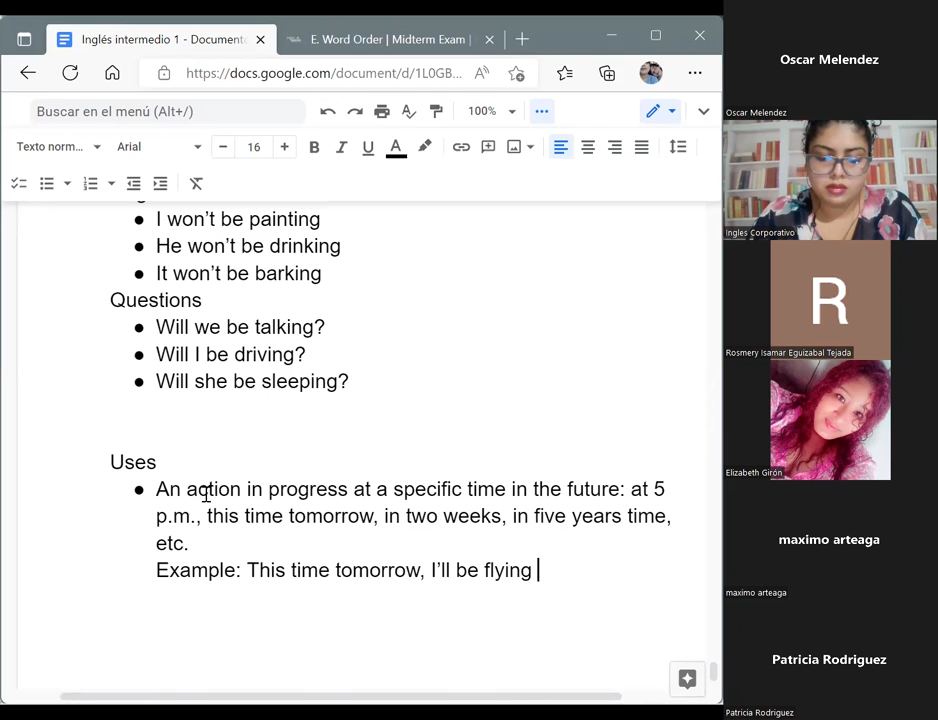 Inglés intermedio 1 - Documento
E. Word Order | Midterm Exam |
https://docs.google.com/document/d/1L0GB...
Buscar en el menú (Alt+/)
100%
Texto norm...
Arial
16
I won't be painting
He won't be drinking
It won't be barking
Questions
Will we be talking?
Will I be driving?
Will she be sleeping?
Uses
An action in progress at a specific time in the future: at 5
p.m., this time tomorrow, in two weeks, in five years time,
etc.
Example: This time tomorrow, I'll be flying
Oscar Melendez
Oscar Melendez
Ingles Corporativo
R
Rosmery Isamar Eguizabal Tejada
Elizabeth Girón
maximo arteaga
maximo arteaga
Patricia Rodriguez
Patricia Rodriguez